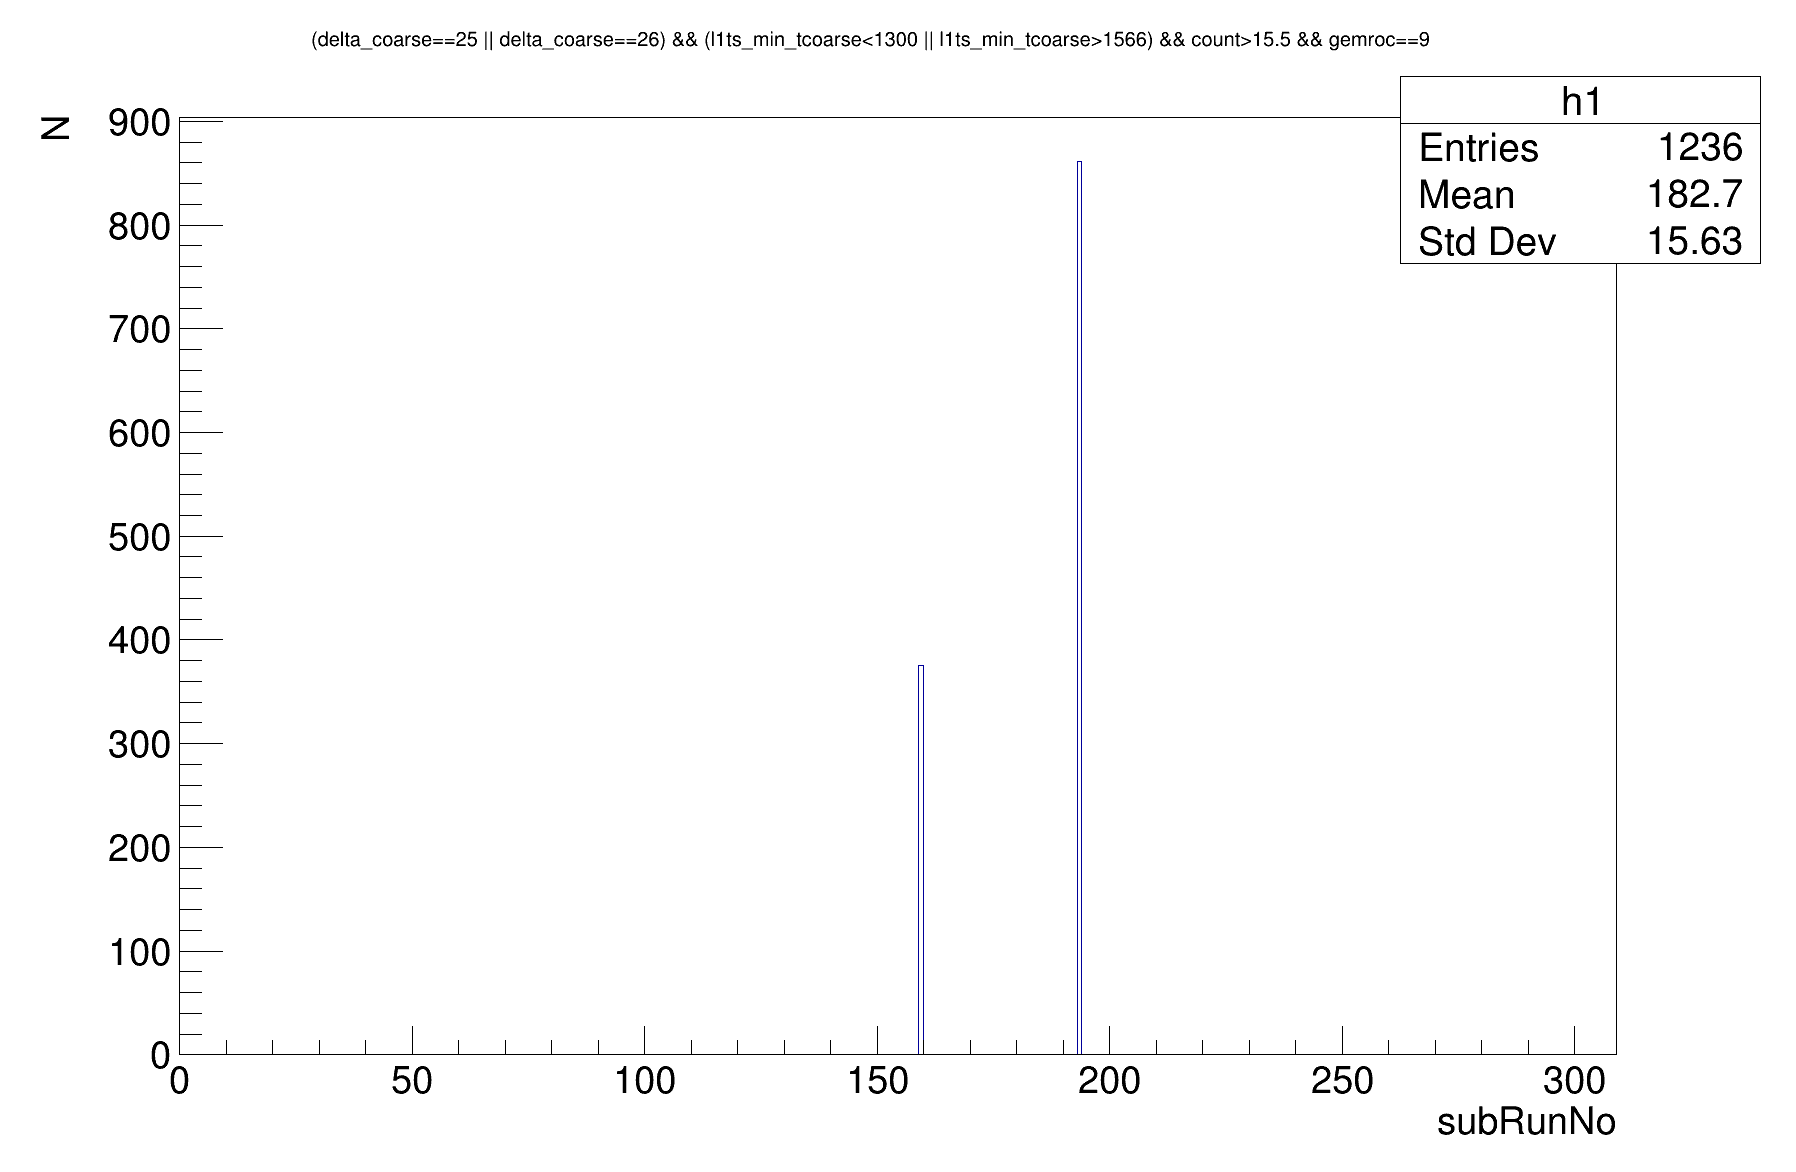 (delta_coarse==25 || delta_coarse==26) && (l1ts_min_tcoarse<1300 || l1ts_min_tcoarse>1566) && count>15.5 && gemroc==9
h1
Entries 1236
Mean 182.7
Std Dev 15.63
N
900
800
700
600
500
400
300
200
100
0
0 50 100 150 200 250 300
subRunNo